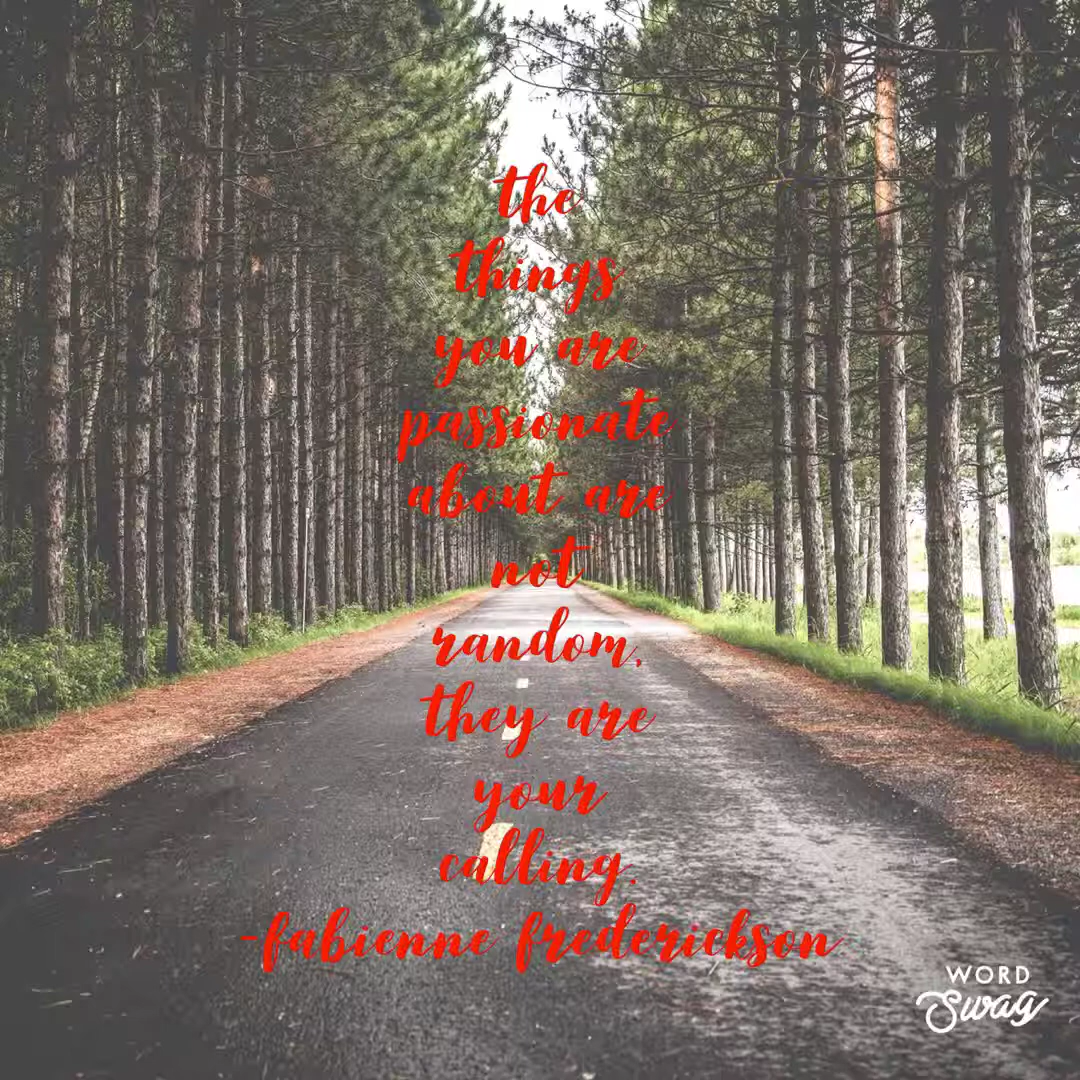 the
things
you are
passionate
about are
not
random,
they are
your
calling.
-fabienne frederickson
WORD
Swag